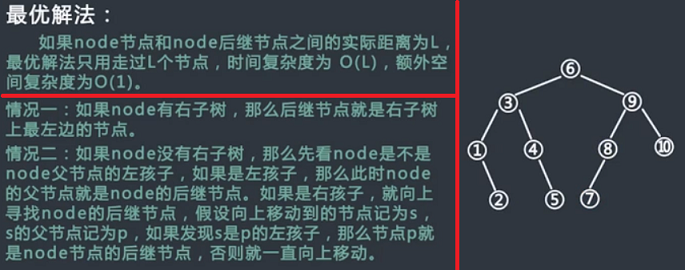 最优解法：
如果node节点和node后继节点之间的实际距离为L，
最优解法只用走过L个节点，时间复杂度为 O(L)，额外空
间复杂度为O(1)。
情况一：如果node有右子树，那么后继节点就是右子树
上最左边的节点。
情况二：如果node没有右子树，那么先看node是不是
node父节点的左孩子，如果是左孩子，那么此时node
的父节点就是node的后继节点。如果是右孩子，就向上
寻找node的后继节点，假设向上移动到的节点记为s，
s的父节点记为p，如果发现s是p的左孩子，那么节点p就
是node节点的后继节点，否则就一直向上移动。
6
3 9
1 4 8 10
2 5 7